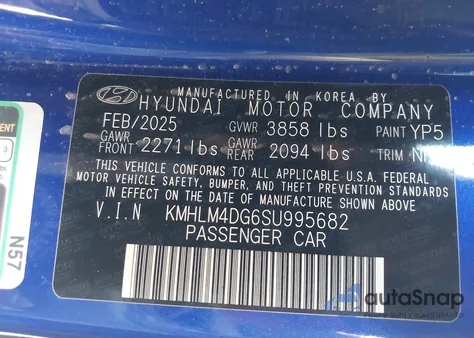 MANUFACTURED IN KOREA BY
HYUNDAI MOTOR COMPANY
FEB/2025 GVWR 3858 lbs PAINT YP5
GAWR FRONT 2271 lbs GAWR REAR 2094 lbs TRIM
THIS VEHICLE CONFORMS TO ALL APPLICABLE U.S.A. FEDERAL
MOTOR VEHICLE SAFETY, BUMPER, AND THEFT PREVENTION STANDARDS
IN EFFECT ON THE DATE OF MANUFACTURE SHOWN ABOVE.
V.I.N KMHLM4DG6SU995682
PASSENGER CAR
3
N57
autoSnap